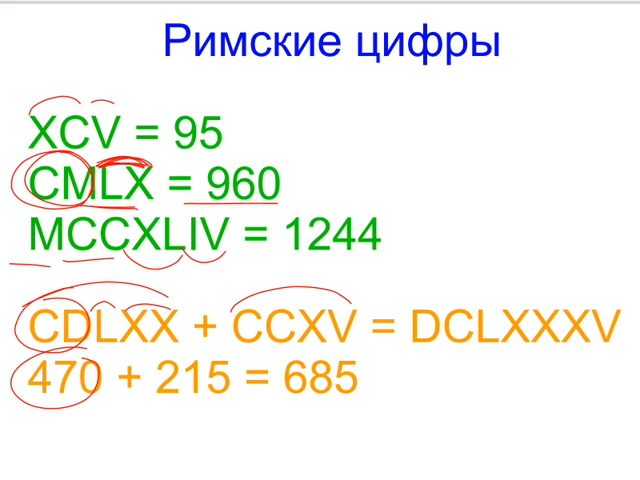 Римские цифры
XCV = 95
CMLX = 960
MCCXLIV = 1244
CDLXX + CCXV = DCLXXXV
470 + 215 = 685